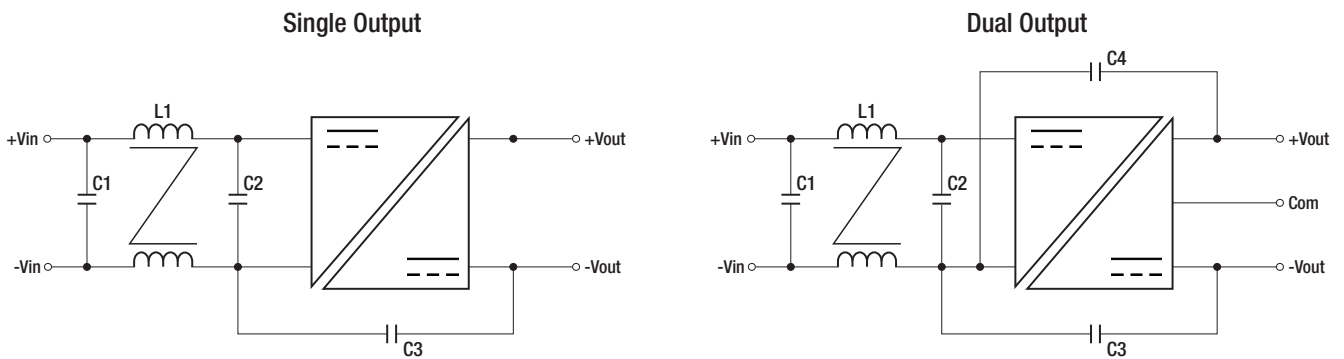 Single Output
L1
+Vin
+Vout
C1
C2
-Vin
-Vout
C3
Dual Output
C4
L1
+Vin
+Vout
C1
C2
Com
-Vin
-Vout
C3